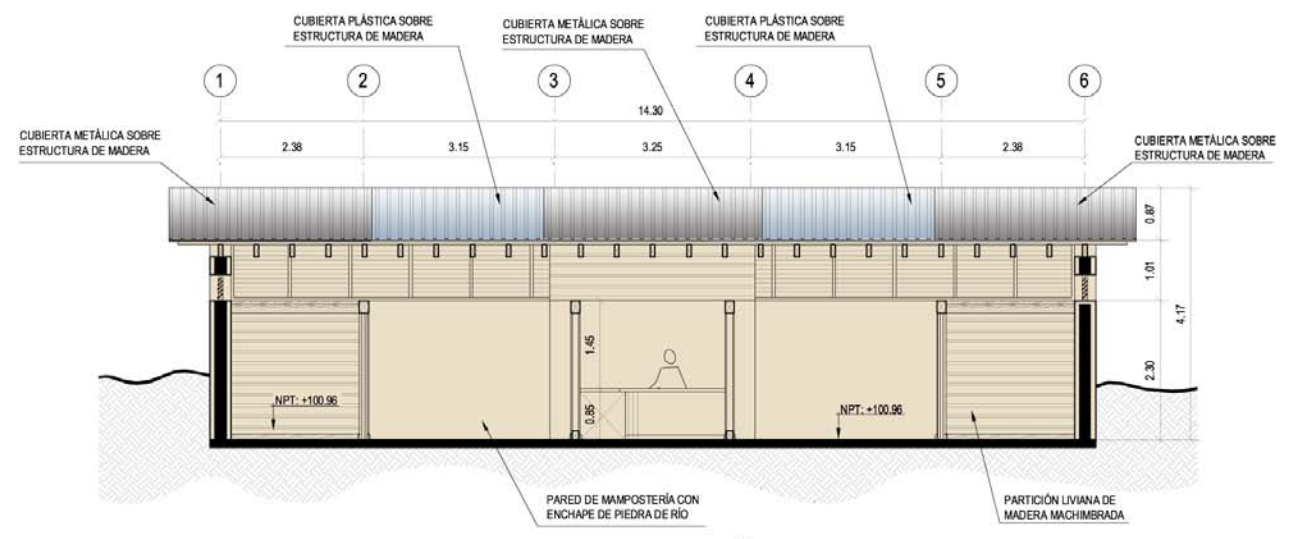 CUBIERTA PLÁSTICA SOBRE
ESTRUCTURA DE MADERA
CUBIERTA METÁLICA SOBRE
ESTRUCTURA DE MADERA
CUBIERTA PLÁSTICA SOBRE
ESTRUCTURA DE MADERA
1
2
3
4
5
6
14.30
CUBIERTA METÁLICA SOBRE
ESTRUCTURA DE MADERA
2.38
3.15
3.25
3.15
2.38
CUBIERTA METÁLICA SOBRE
ESTRUCTURA DE MADERA
0.87
1.01
4.17
2.30
1.45
0.85
NPT: +100.96
NPT: +100.96
PARED DE MAMPOSTERÍA CON
ENCHAPE DE PIEDRA DE RÍO
PARTICIÓN LIVIANA DE
MADERA MACHIMBRADA